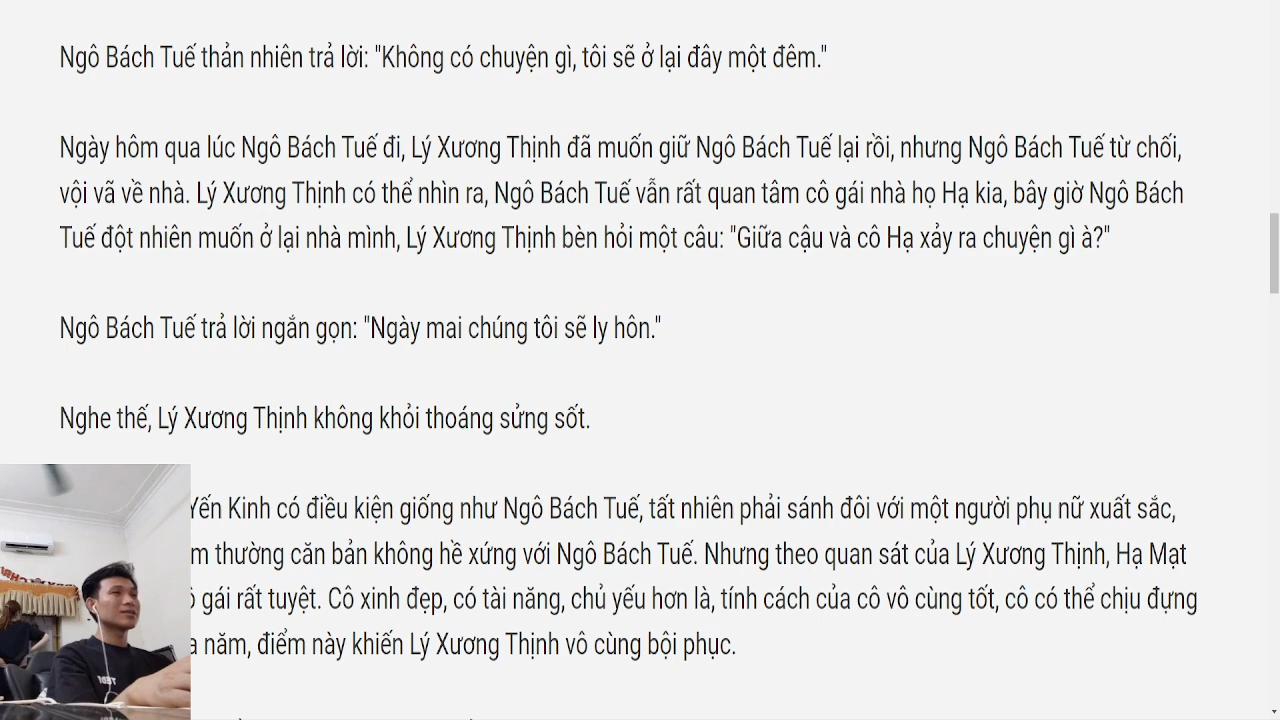 Ngô Bách Tuế thản nhiên trả lời: "Không có chuyện gì, tôi sẽ ở lại đây một đêm."
Ngày hôm qua lúc Ngô Bách Tuế đi, Lý Xương Thịnh đã muốn giữ Ngô Bách Tuế lại rồi, nhưng Ngô Bách Tuế từ chối,
vội vã về nhà. Lý Xương Thịnh có thể nhìn ra, Ngô Bách Tuế vẫn rất quan tâm cô gái nhà họ Hạ kia, bây giờ Ngô Bách
Tuế đột nhiên muốn ở lại nhà mình, Lý Xương Thịnh bèn hỏi một câu: "Giữa cậu và cô Hạ xảy ra chuyện gì à?"
Ngô Bách Tuế trả lời ngắn gọn: "Ngày mai chúng tôi sẽ ly hôn."
Nghe thế, Lý Xương Thịnh không khỏi thoáng sửng sốt.
Yến Kinh có điều kiện giống như Ngô Bách Tuế, tất nhiên phải sánh đôi với một người phụ nữ xuất sắc,
thường căn bản không hề xứng với Ngô Bách Tuế. Nhưng theo quan sát của Lý Xương Thịnh, Hạ Mạt
gái rất tuyệt. Cô xinh đẹp, có tài năng, chủ yếu hơn là, tính cách của cô vô cùng tốt, cô có thể chịu đựng
năm, điểm này khiến Lý Xương Thịnh vô cùng bội phục.